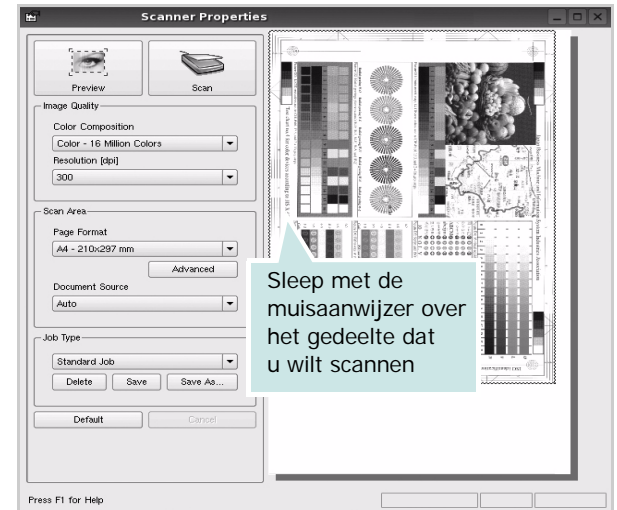 Scanner Properties
Preview
Scan
Image Quality
Color Composition
Color - 16 Million Colors
Resolution [dpi]
300
Scan Area
Page Format
A4 - 210x297 mm
Advanced
Document Source
Auto
Job Type
Standard Job
Delete
Save
Save As...
Default
Cancel
Sleep met de
muisaanwijzer over
het gedeelte dat
u wilt scannen
Press F1 for Help